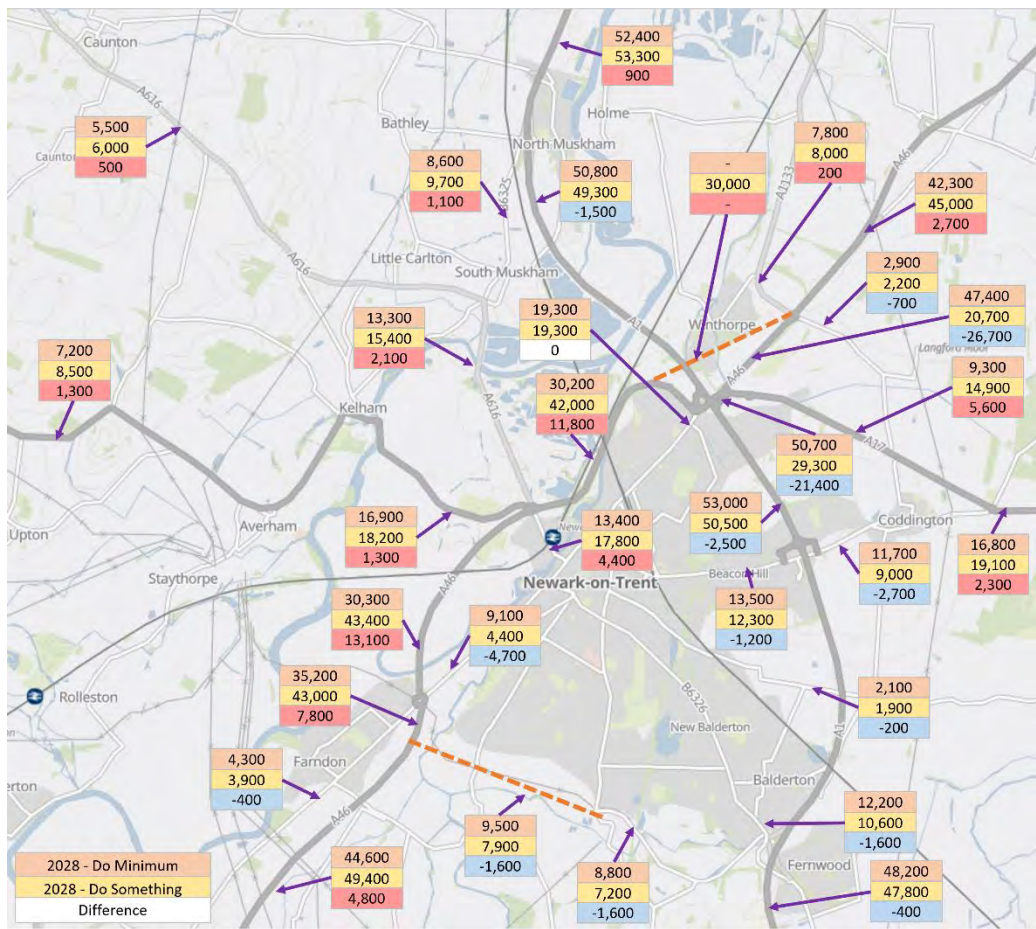 Caunton
A616
52,400
53,300
900
Holme
5,500
6,000
500
Caunton
Bathley
North Muskham
7,800
8,000
200
8,600
9,700
1,100
B6325
50,800
49,300
-1,500
-
30,000
-
A1133
A46
42,300
45,000
2,700
Little Carlton
A616
South Muskham
2,900
2,200
-700
47,400
20,700
-26,700
19,300
19,300
0
A1
Winthorpe
A46
Langford Moor
13,300
15,400
2,100
7,200
8,500
1,300
9,300
14,900
5,600
30,200
42,000
11,800
Kelham
A616
A17
50,700
29,300
-21,400
Upton
Averham
16,900
18,200
1,300
53,000
50,500
-2,500
Coddington
13,400
17,800
4,400
Staythorpe
A46
Newark-on-Trent
Beacon Hill
11,700
9,000
-2,700
16,800
19,100
2,300
13,500
12,300
-1,200
30,300
43,400
13,100
9,100
4,400
-4,700
35,200
43,000
7,800
Rolleston
B6326
New Balderton
2,100
1,900
-200
A1
Farndon
4,300
3,900
-400
A46
Balderton
9,500
7,900
-1,600
12,200
10,600
-1,600
44,600
49,400
4,800
8,800
7,200
-1,600
Fernwood
48,200
47,800
-400
2028 - Do Minimum
2028 - Do Something
Difference